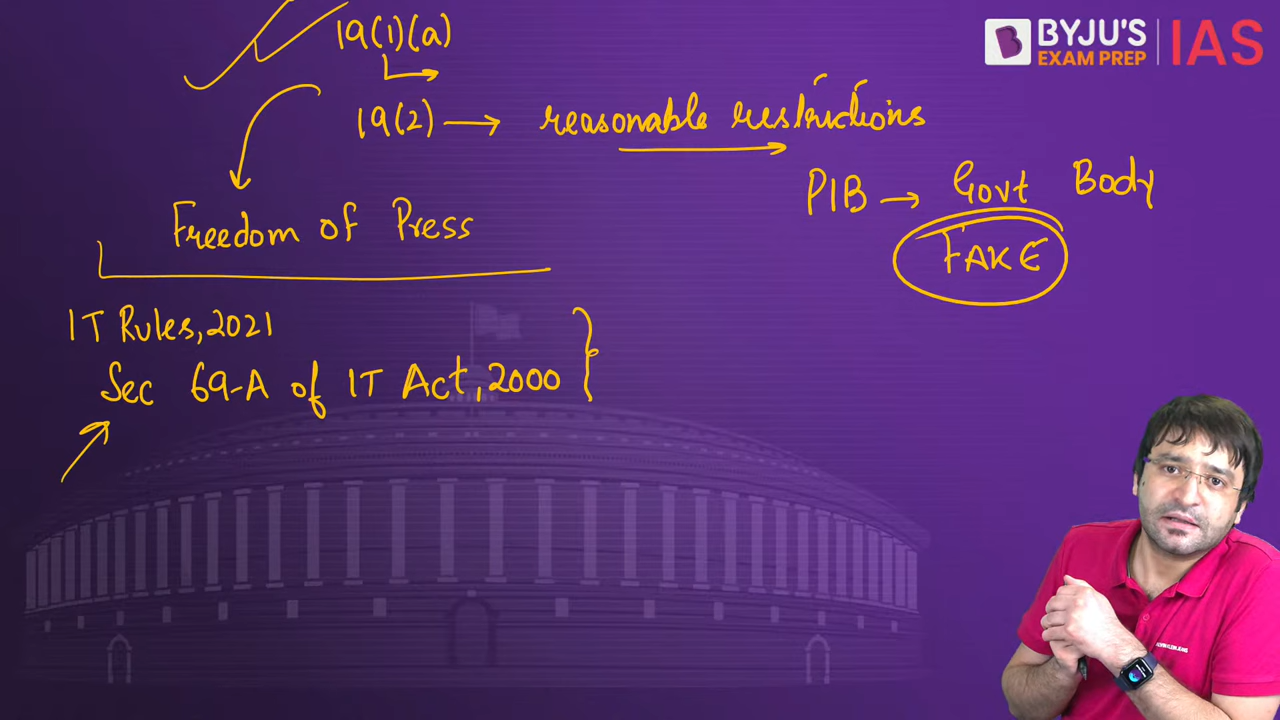 19(1)(a)
BYJU'S
EXAM PREP
IAS
19(2) → reasonable restrictions
PIB → Govt Body
FAKE
Freedom of Press
IT Rules, 2021
Sec 69-A of IT Act, 2000